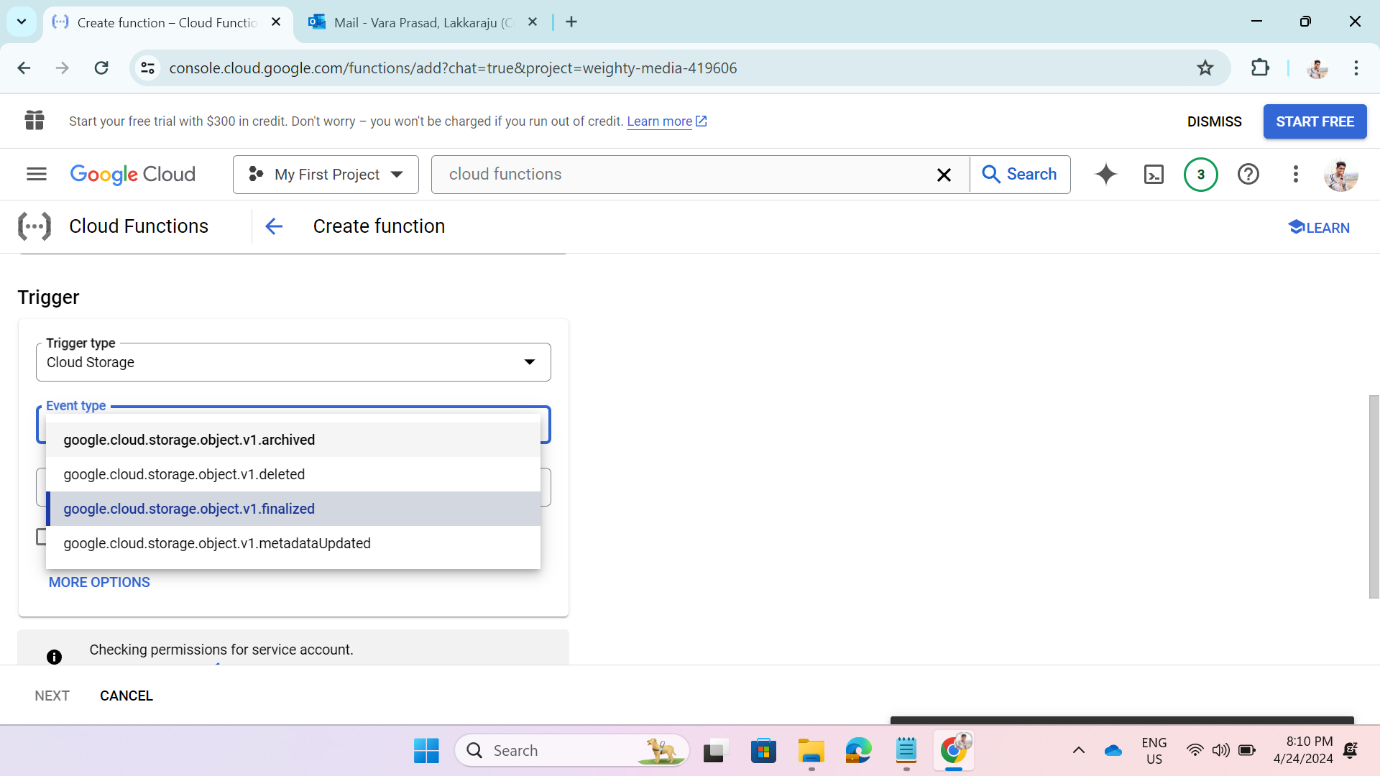 Create function – Cloud Functio
Mail - Vara Prasad, Lakkaraju (C
console.cloud.google.com/functions/add?chat=true&project=weighty-media-419606
Start your free trial with $300 in credit. Don't worry – you won't be charged if you run out of credit. Learn more
DISMISS
START FREE
Google Cloud
My First Project
cloud functions
Search
3
Cloud Functions
Create function
LEARN
Trigger
Trigger type
Cloud Storage
Event type
google.cloud.storage.object.v1.archived
google.cloud.storage.object.v1.deleted
google.cloud.storage.object.v1.finalized
google.cloud.storage.object.v1.metadataUpdated
MORE OPTIONS
Checking permissions for service account.
NEXT
CANCEL
Search
ENG
US
8:10 PM
4/24/2024